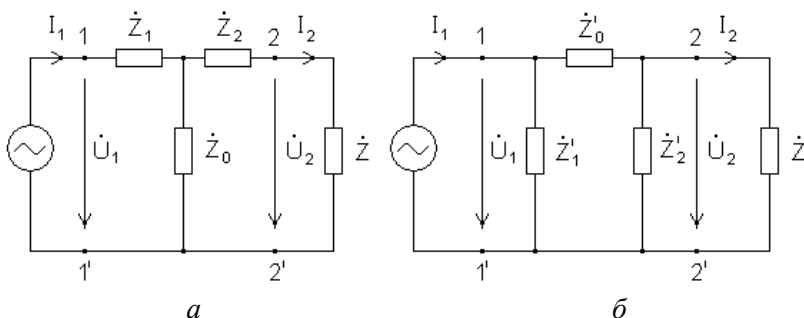 I₁ 1 Ż₁ Ż₂ 2 I₂
U̇₁ Ż₀ U̇₂ Ż
1' 2'
а
I₁ 1 Ż'₀ 2 I₂
U̇₁ Ż'₁ Ż'₂ U̇₂ Ż
1' 2'
б